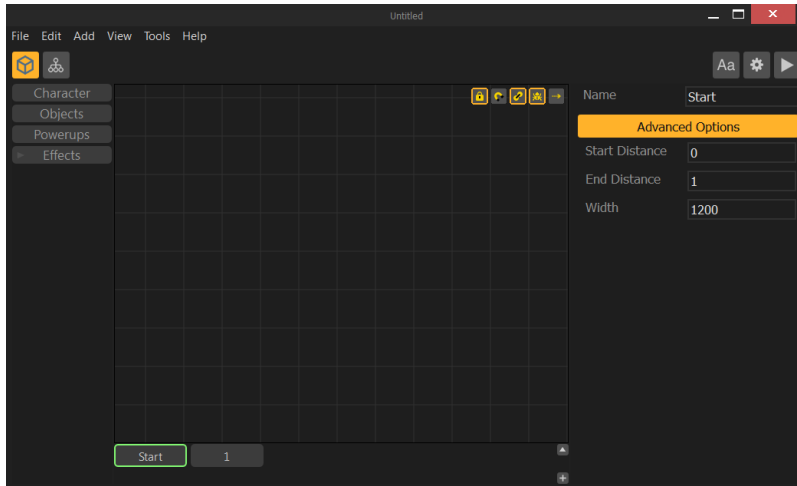 Untitled
File Edit Add View Tools Help
Aa
Character
Objects
Powerups
Effects
Name Start
Advanced Options
Start Distance 0
End Distance 1
Width 1200
Start 1